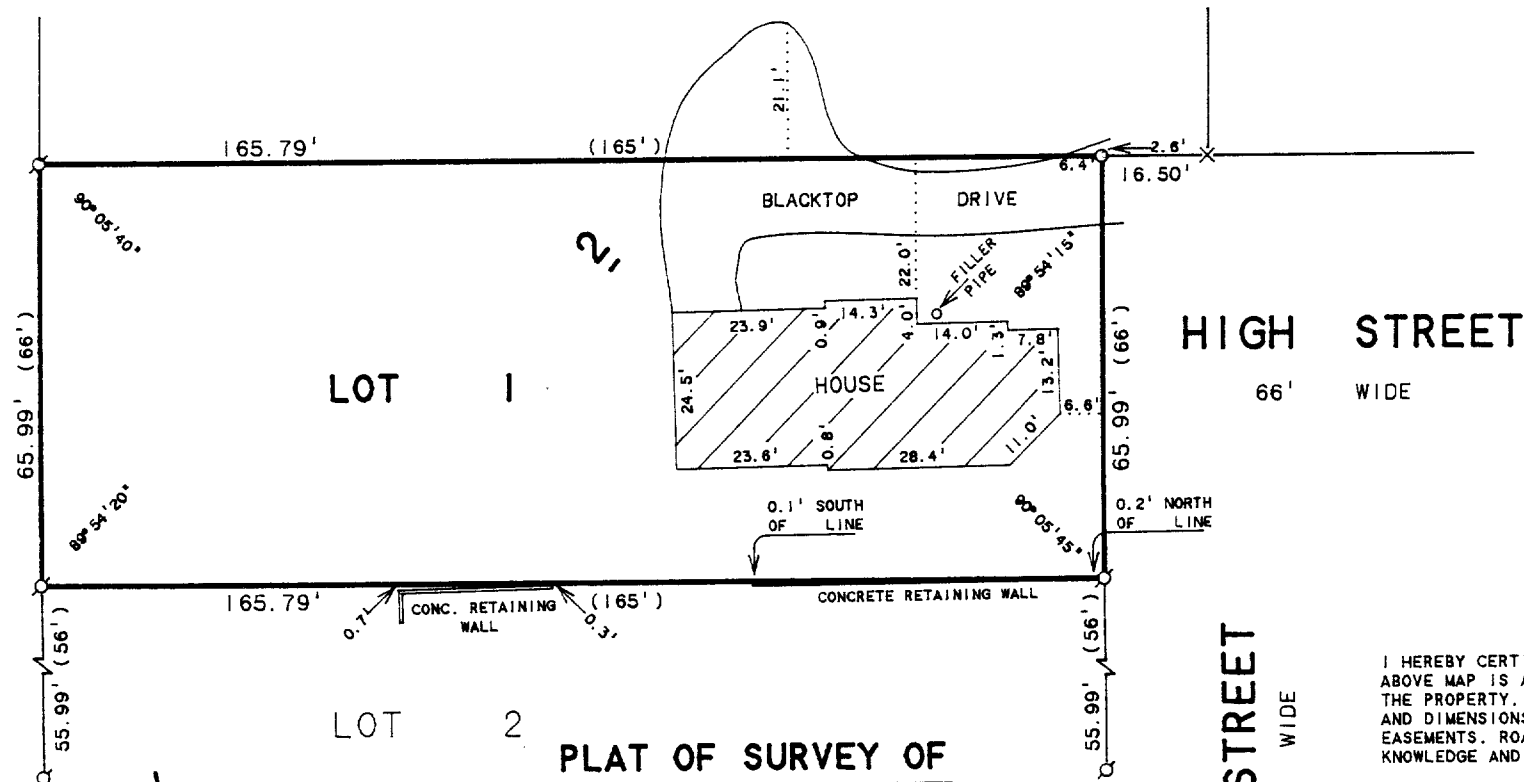 21.1'
165.79' (165')
2.6'
6.4'
16.50'
BLACKTOP DRIVE
90° 05' 40"
22.0'
FILLER
PIPE
89° 54' 15"
23.9'
0.9'
14.3'
4.0'
14.0'
1.3'
7.8'
HIGH STREET
66' WIDE
65.99' (66')
LOT 1
24.5'
HOUSE
13.2'
6.6'
65.99' (66')
11.0'
23.6'
0.8'
28.4'
89° 54' 20"
0.1' SOUTH
OF LINE
90° 05' 45"
0.2' NORTH
OF LINE
165.79' (165')
CONC. RETAINING
WALL
0.7'
0.3'
CONCRETE RETAINING WALL
55.99' (56')
55.99' (56')
LOT 2
STREET
WIDE
PLAT OF SURVEY OF
I HEREBY CERT
ABOVE MAP IS A
THE PROPERTY.
AND DIMENSIONS
EASEMENTS. ROA
KNOWLEDGE AND